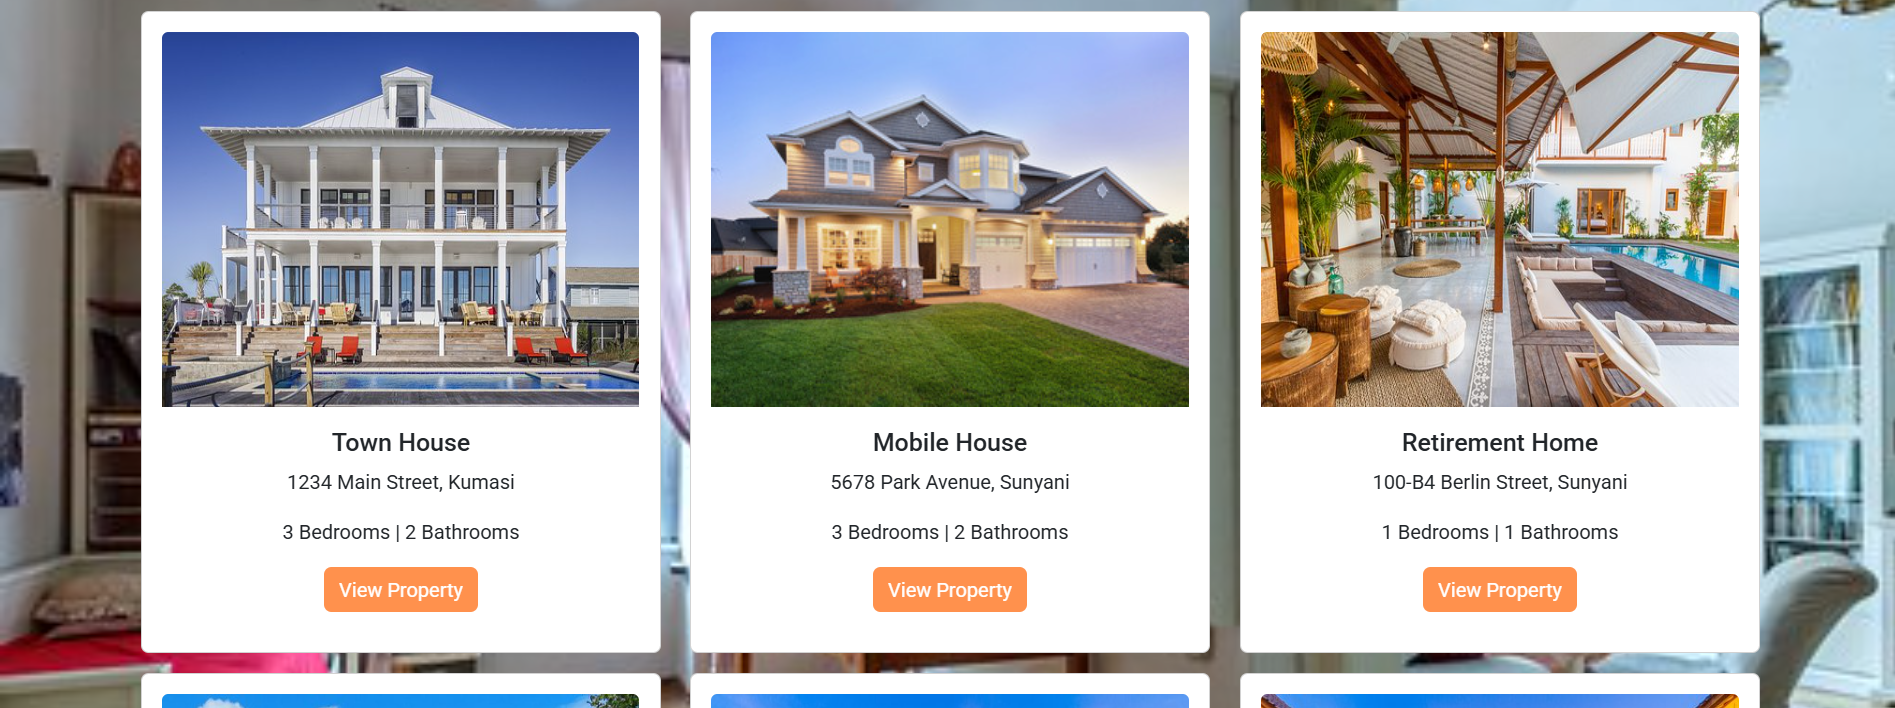 Town House
1234 Main Street, Kumasi
3 Bedrooms | 2 Bathrooms
View Property
Mobile House
5678 Park Avenue, Sunyani
3 Bedrooms | 2 Bathrooms
View Property
Retirement Home
100-B4 Berlin Street, Sunyani
1 Bedrooms | 1 Bathrooms
View Property